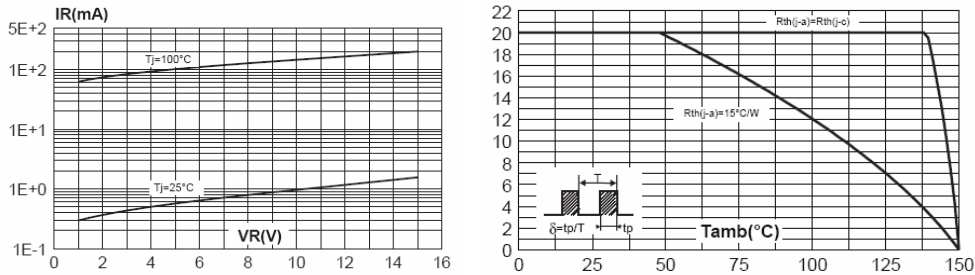 IR(mA)
5E+2
1E+2
1E+1
1E+0
1E-1
Tj=100°C
Tj=25°C
VR(V)
0 2 4 6 8 10 12 14 16
22
20
18
16
14
12
10
8
6
4
2
0
Rth(j-a)=Rth(j-c)
Rth(j-a)=15°C/W
T
δ=tp/T
tp
Tamb(°C)
0 25 50 75 100 125 150